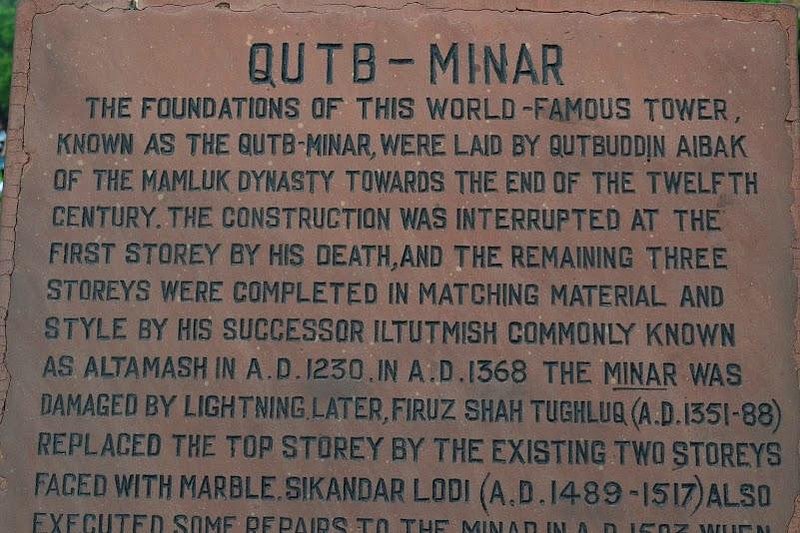 QUTB - MINAR
THE FOUNDATIONS OF THIS WORLD-FAMOUS TOWER,
KNOWN AS THE QUTB-MINAR, WERE LAID BY QUTBUDDIN AIBAK
OF THE MAMLUK DYNASTY TOWARDS THE END OF THE TWELFTH
CENTURY. THE CONSTRUCTION WAS INTERRUPTED AT THE
FIRST STOREY BY HIS DEATH, AND THE REMAINING THREE
STOREYS WERE COMPLETED IN MATCHING MATERIAL AND
STYLE BY HIS SUCCESSOR ILTUTMISH COMMONLY KNOWN
AS ALTAMASH IN A.D.1230. IN A.D.1368 THE MINAR WAS
DAMAGED BY LIGHTNING. LATER, FIRUZ SHAH TUGHLUQ (A.D.1351-88)
REPLACED THE TOP STOREY BY THE EXISTING TWO STOREYS
FACED WITH MARBLE. SIKANDAR LODI (A.D.1489-1517) ALSO
EXECUTED SOME REPAIRS TO THE MINAR IN A.D.1503 WHEN